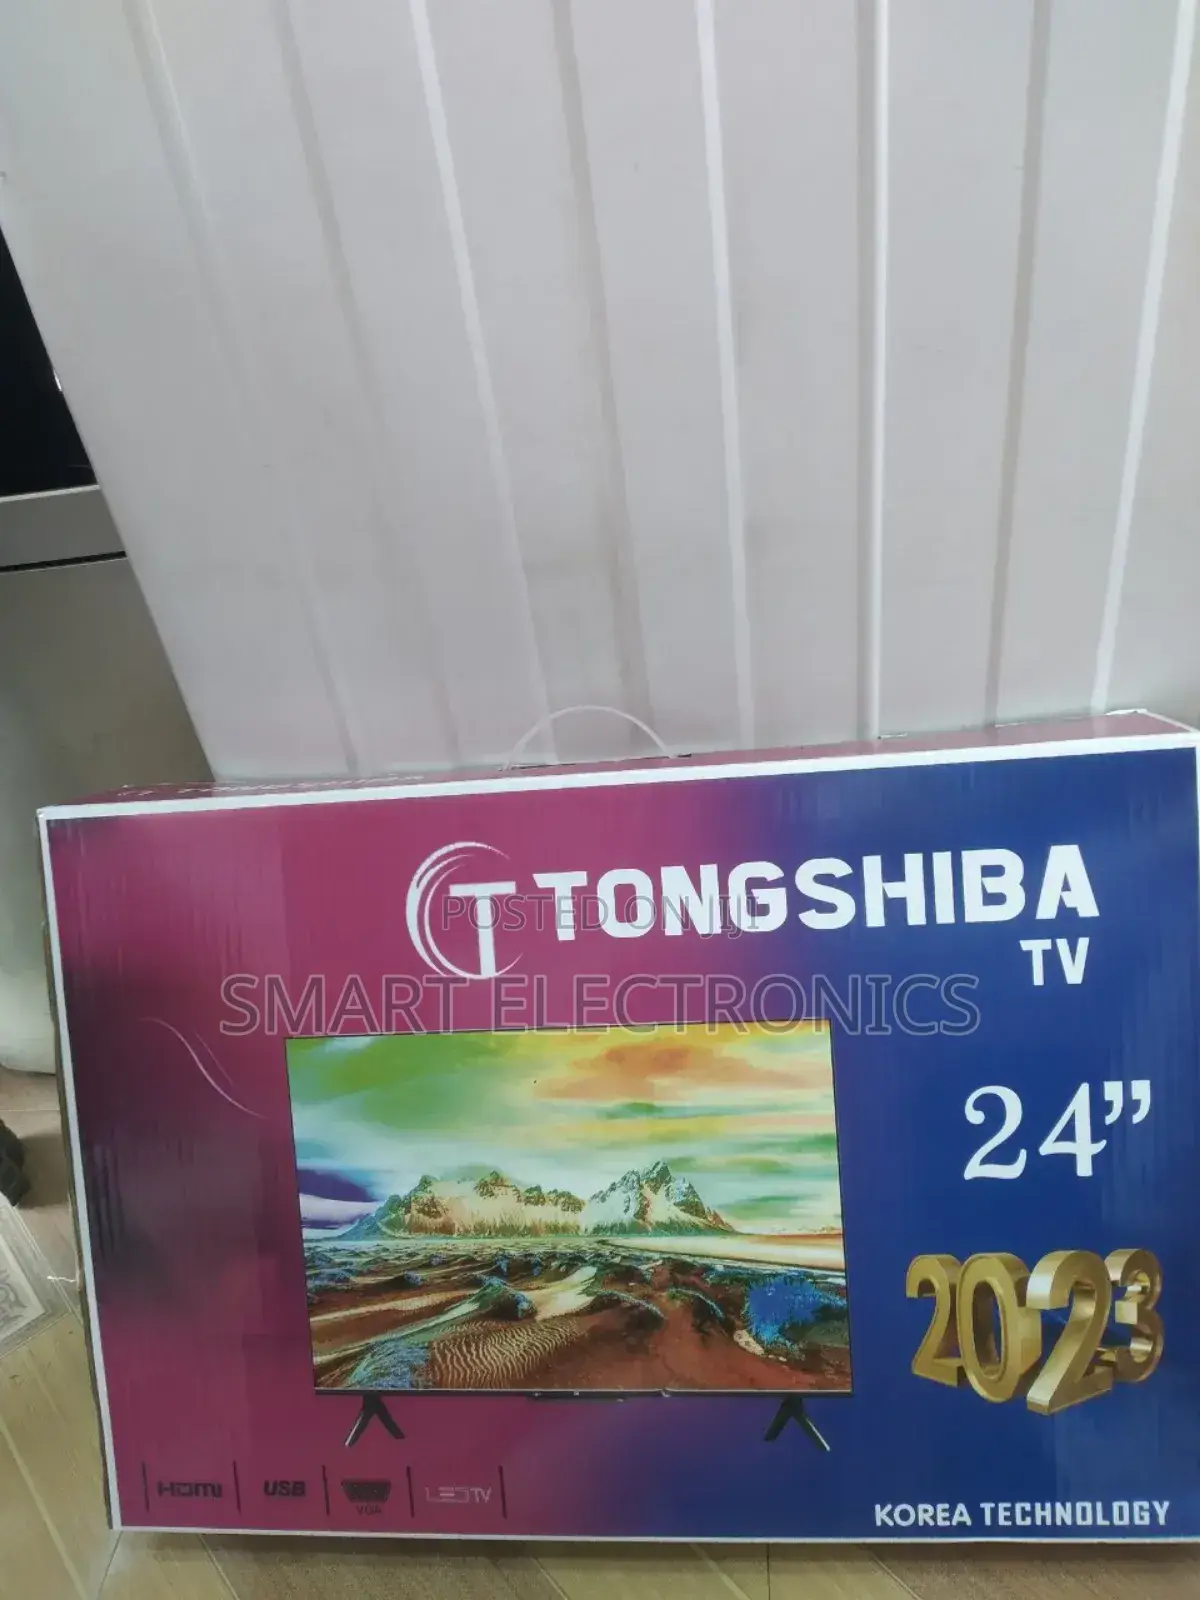 T TONGSHIBA
TV
POSTED ON JIJI
SMART ELECTRONICS
24”
2023
HDMI
USB
VGA
LED TV
KOREA TECHNOLOGY